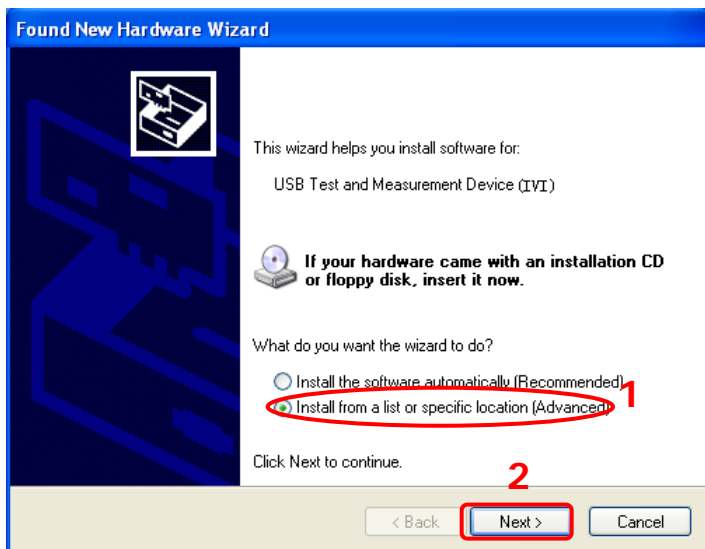 Found New Hardware Wizard
This wizard helps you install software for:
USB Test and Measurement Device (IVI)
If your hardware came with an installation CD
or floppy disk, insert it now.
What do you want the wizard to do?
Install the software automatically (Recommended)
Install from a list or specific location (Advanced)
1
Click Next to continue.
2
< Back
Next >
Cancel